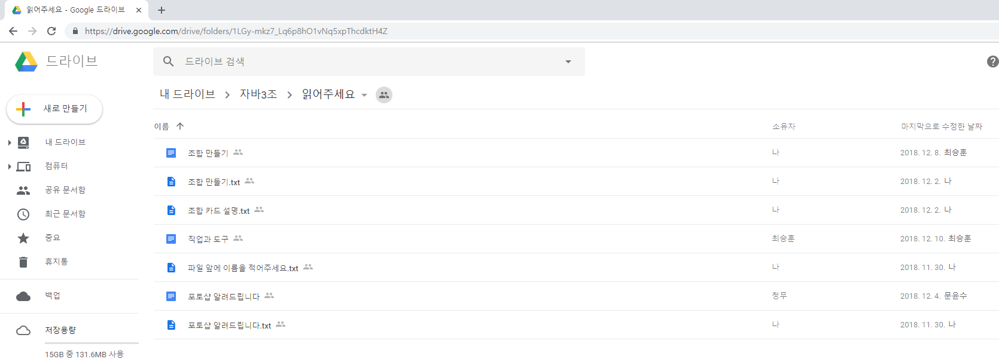 읽어주세요 - Google 드라이브
https://drive.google.com/drive/folders/1LGy-mkz7_Lq6p8hO1vNq5xpThcdktH4Z
드라이브
드라이브 검색
내 드라이브 > 자바3조 > 읽어주세요
새로 만들기
내 드라이브
컴퓨터
공유 문서함
최근 문서함
중요
휴지통
백업
저장용량
15GB 중 131.6MB 사용
이름 소유자 마지막으로 수정한 날짜
조합 만들기 나 2018. 12. 8. 최승훈
조합 만들기.txt 나 2018. 12. 2. 나
조합 카드 설명.txt 나 2018. 12. 2. 나
직업과 도구 최승훈 2018. 12. 10. 최승훈
파일 앞에 이름을 적어주세요.txt 나 2018. 11. 30. 나
포토샵 알려드립니다 청무 2018. 12. 4. 문윤수
포토샵 알려드립니다.txt 나 2018. 11. 30. 나